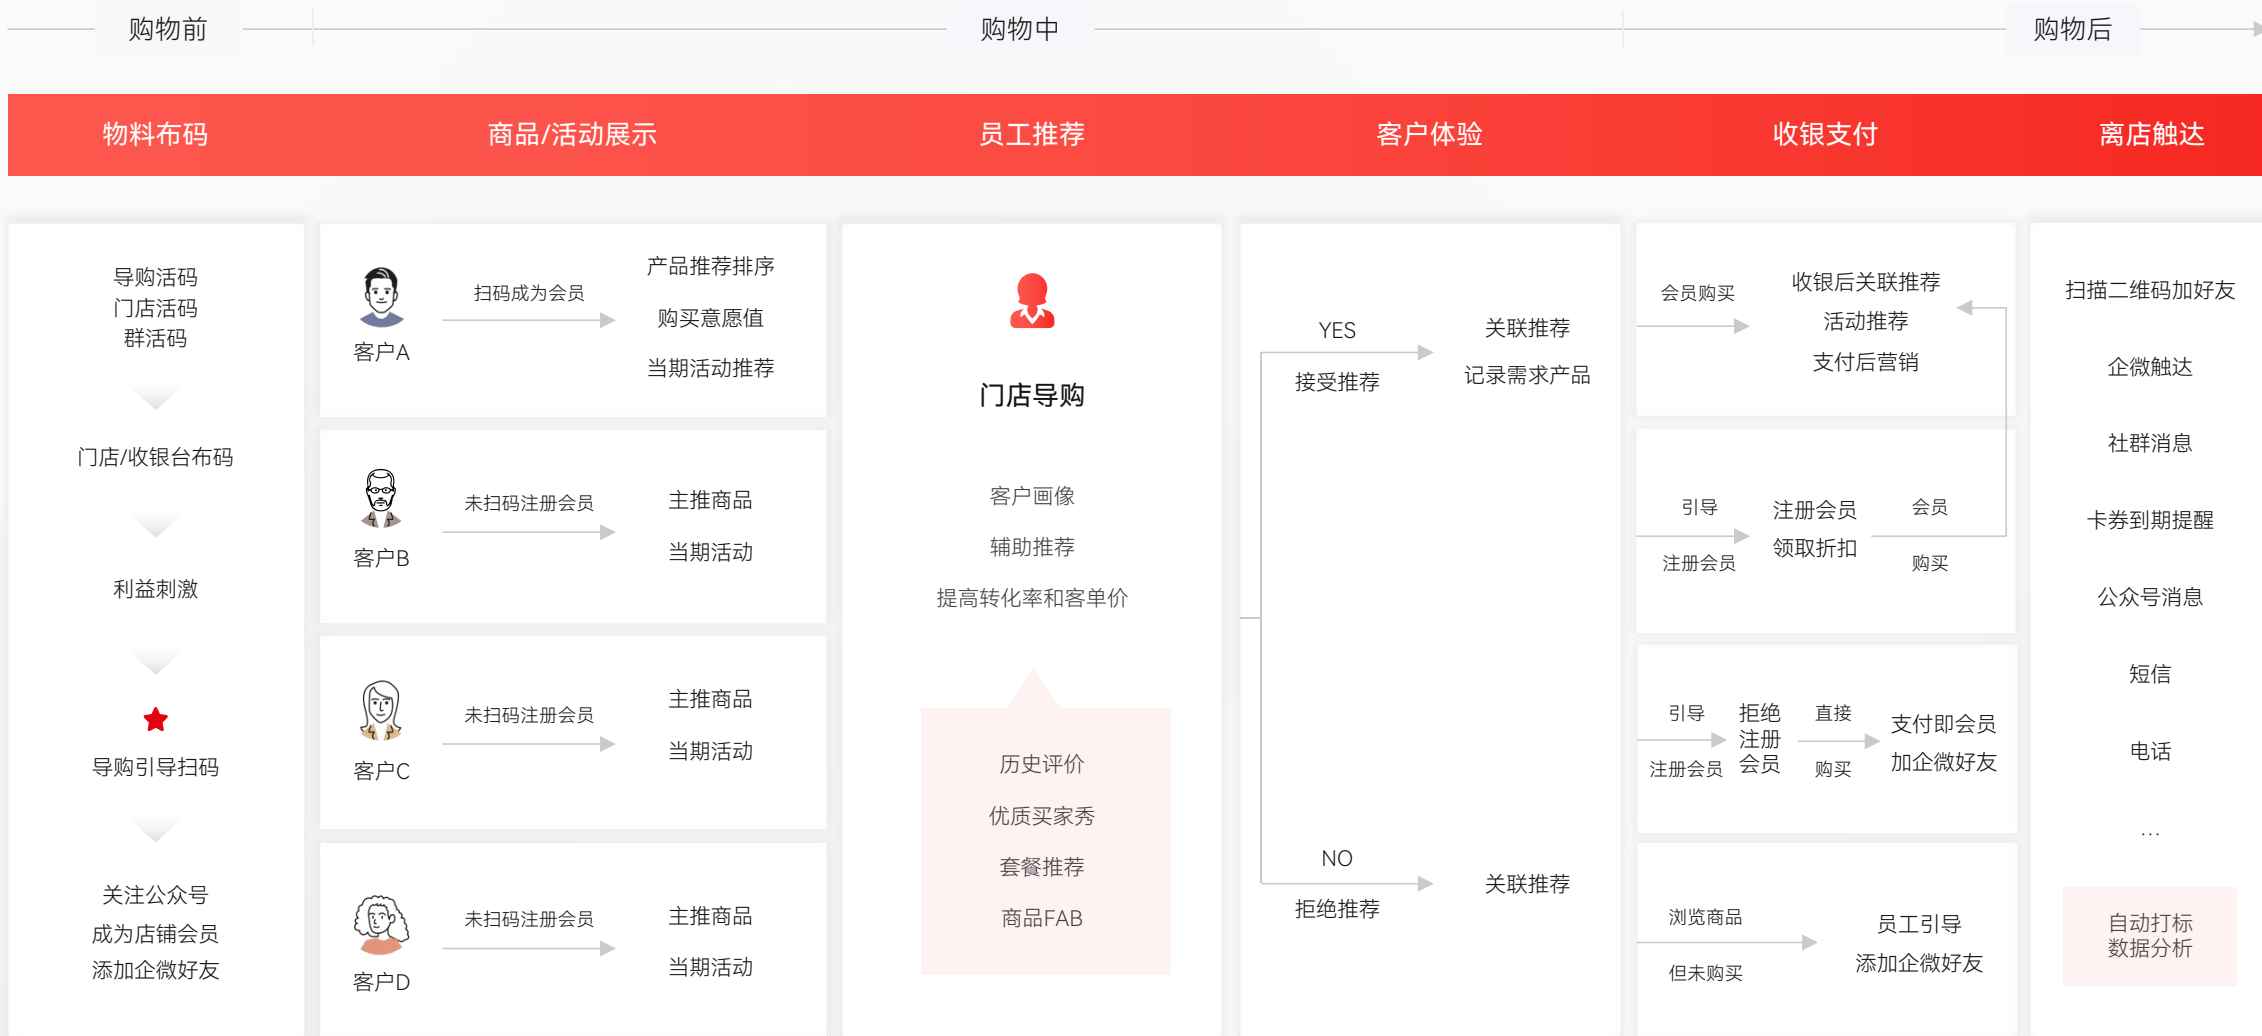 购物前
购物中
购物后
物料布码
商品/活动展示
员工推荐
客户体验
收银支付
离店触达
导购活码
门店活码
群活码
门店/收银台布码
利益刺激
导购引导扫码
关注公众号
成为店铺会员
添加企微好友
客户A
扫码成为会员
产品推荐排序
购买意愿值
当期活动推荐
客户B
未扫码注册会员
主推商品
当期活动
客户C
未扫码注册会员
主推商品
当期活动
客户D
未扫码注册会员
主推商品
当期活动
门店导购
客户画像
辅助推荐
提高转化率和客单价
历史评价
优质买家秀
套餐推荐
商品FAB
YES
接受推荐
关联推荐
记录需求产品
NO
拒绝推荐
关联推荐
会员购买
收银后关联推荐
活动推荐
支付后营销
引导
注册会员
注册会员
领取折扣
会员
购买
引导
注册会员
拒绝
注册
会员
直接
购买
支付即会员
加企微好友
浏览商品
但未购买
员工引导
添加企微好友
扫描二维码加好友
企微触达
社群消息
卡券到期提醒
公众号消息
短信
电话
...
自动打标
数据分析